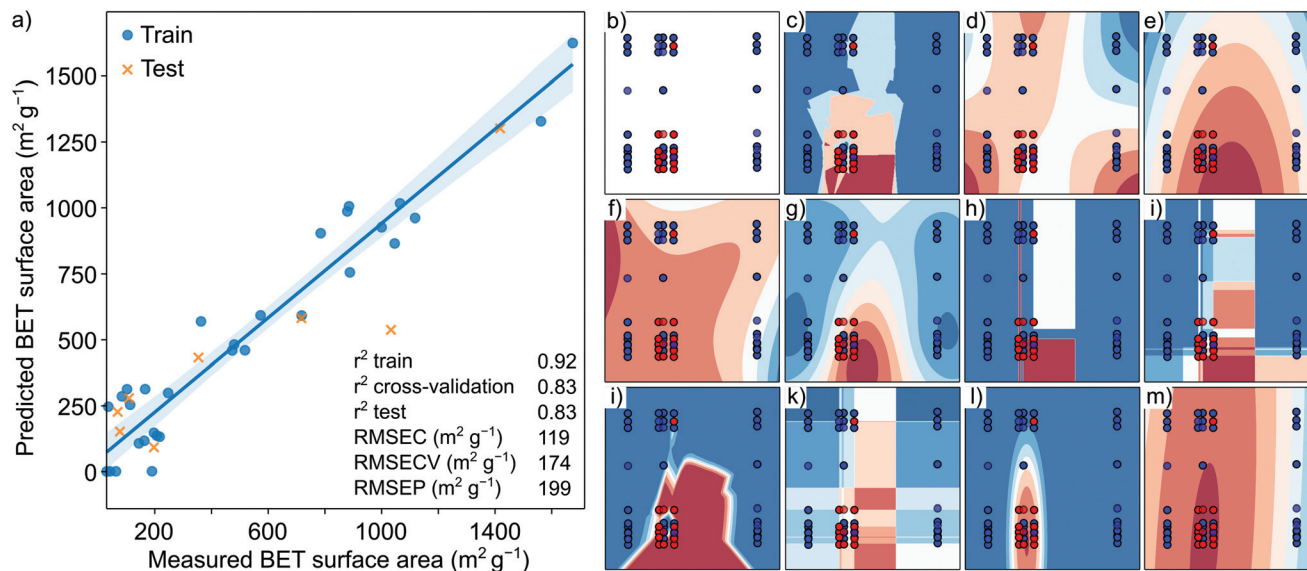 a)
Train
Test
1500
1250
1000
750
500
250
0
Predicted BET surface area (m² g⁻¹)
r² train 0.92
r² cross-validation 0.83
r² test 0.83
RMSEC (m² g⁻¹) 119
RMSECV (m² g⁻¹) 174
RMSEP (m² g⁻¹) 199
200 600 1000 1400
Measured BET surface area (m² g⁻¹)
b) c) d) e)
f) g) h) i)
i) k) l) m)